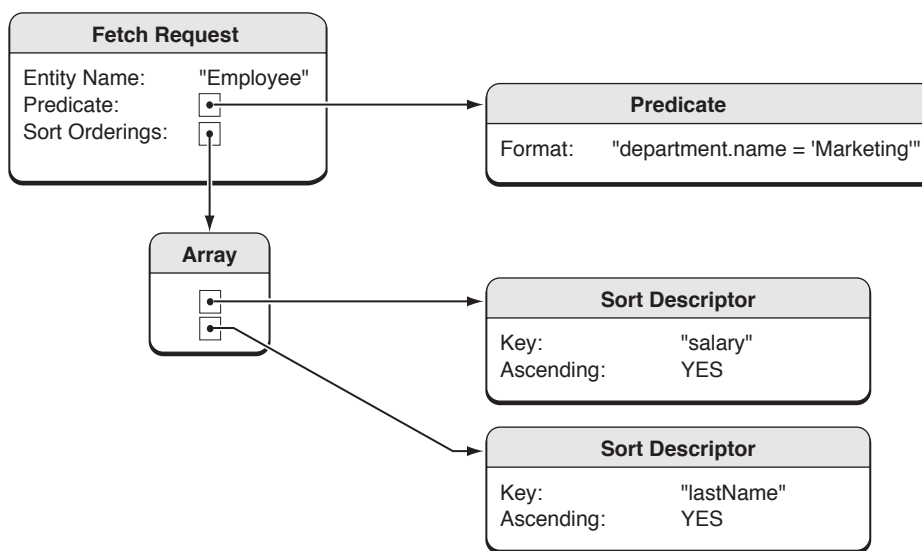 Fetch Request
Entity Name: "Employee"
Predicate:
Sort Orderings:
Predicate
Format: "department.name = 'Marketing'"
Array
Sort Descriptor
Key: "salary"
Ascending: YES
Sort Descriptor
Key: "lastName"
Ascending: YES